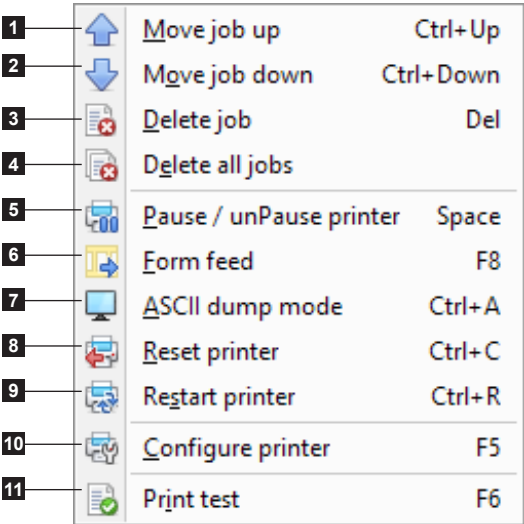 1 Move job up Ctrl+Up
2 Move job down Ctrl+Down
3 Delete job Del
4 Delete all jobs
5 Pause / unPause printer Space
6 Form feed F8
7 ASCII dump mode Ctrl+A
8 Reset printer Ctrl+C
9 Restart printer Ctrl+R
10 Configure printer F5
11 Print test F6